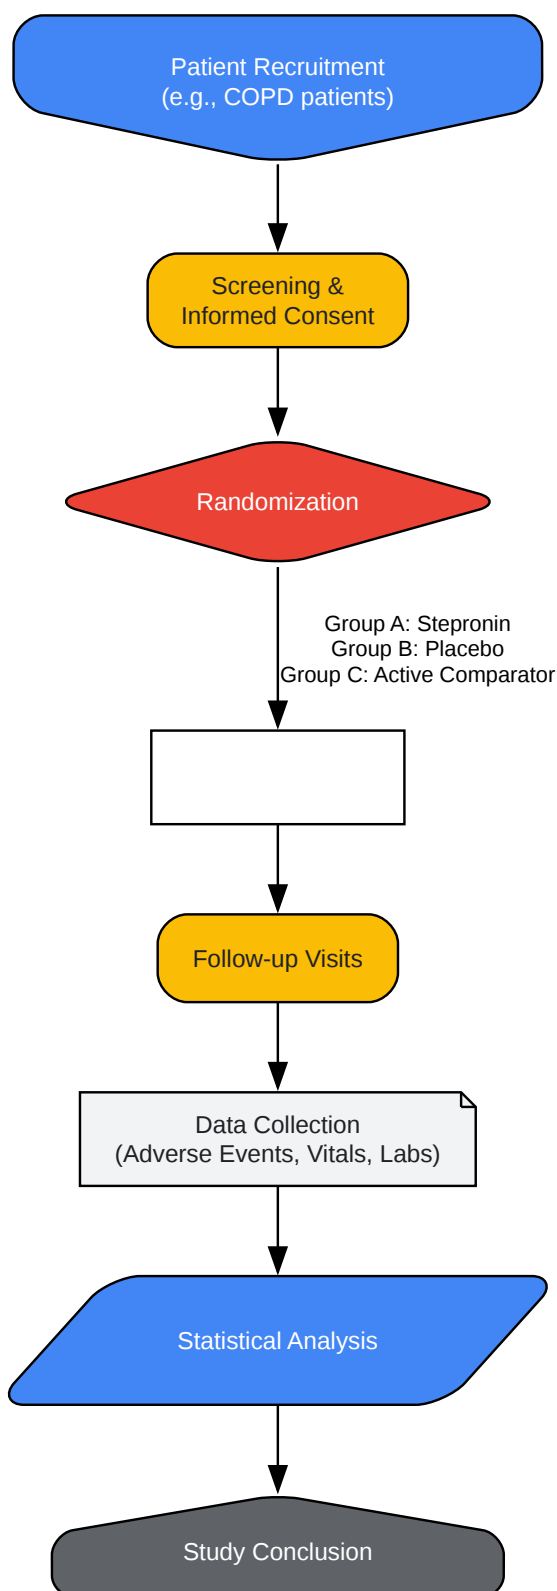 Patient Recruitment
(e.g., COPD patients)
Screening &
Informed Consent
Randomization
Group A: Stepronin
Group B: Placebo
Group C: Active Comparator
Follow-up Visits
Data Collection
(Adverse Events, Vitals, Labs)
Statistical Analysis
Study Conclusion